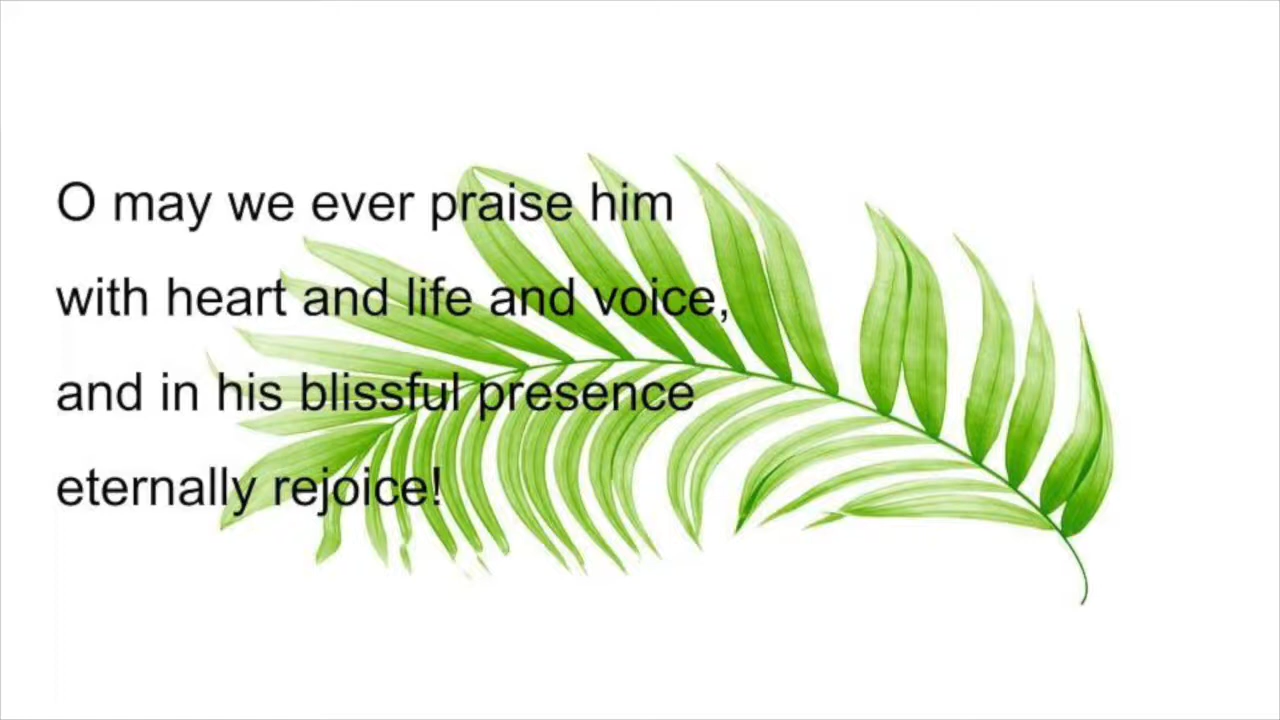 O may we ever praise him
with heart and life and voice,
and in his blissful presence
eternally rejoice!